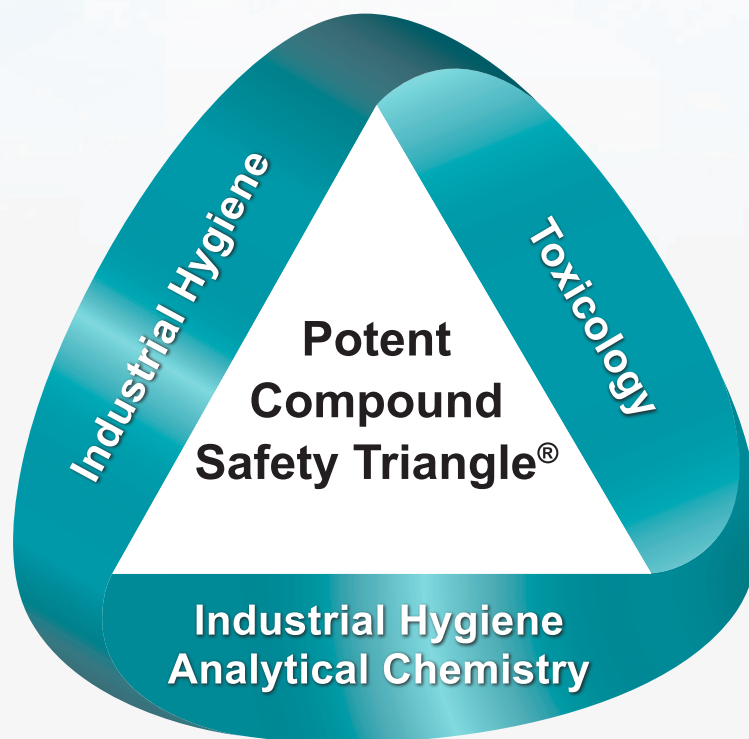 Industrial Hygiene
Toxicology
Potent
Compound
Safety Triangle®
Industrial Hygiene
Analytical Chemistry